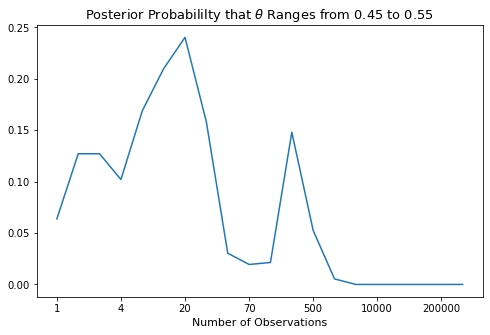 Posterior Probabililty that θ Ranges from 0.45 to 0.55
0.25
0.20
0.15
0.10
0.05
0.00
1 4 20 70 500 10000 200000
Number of Observations